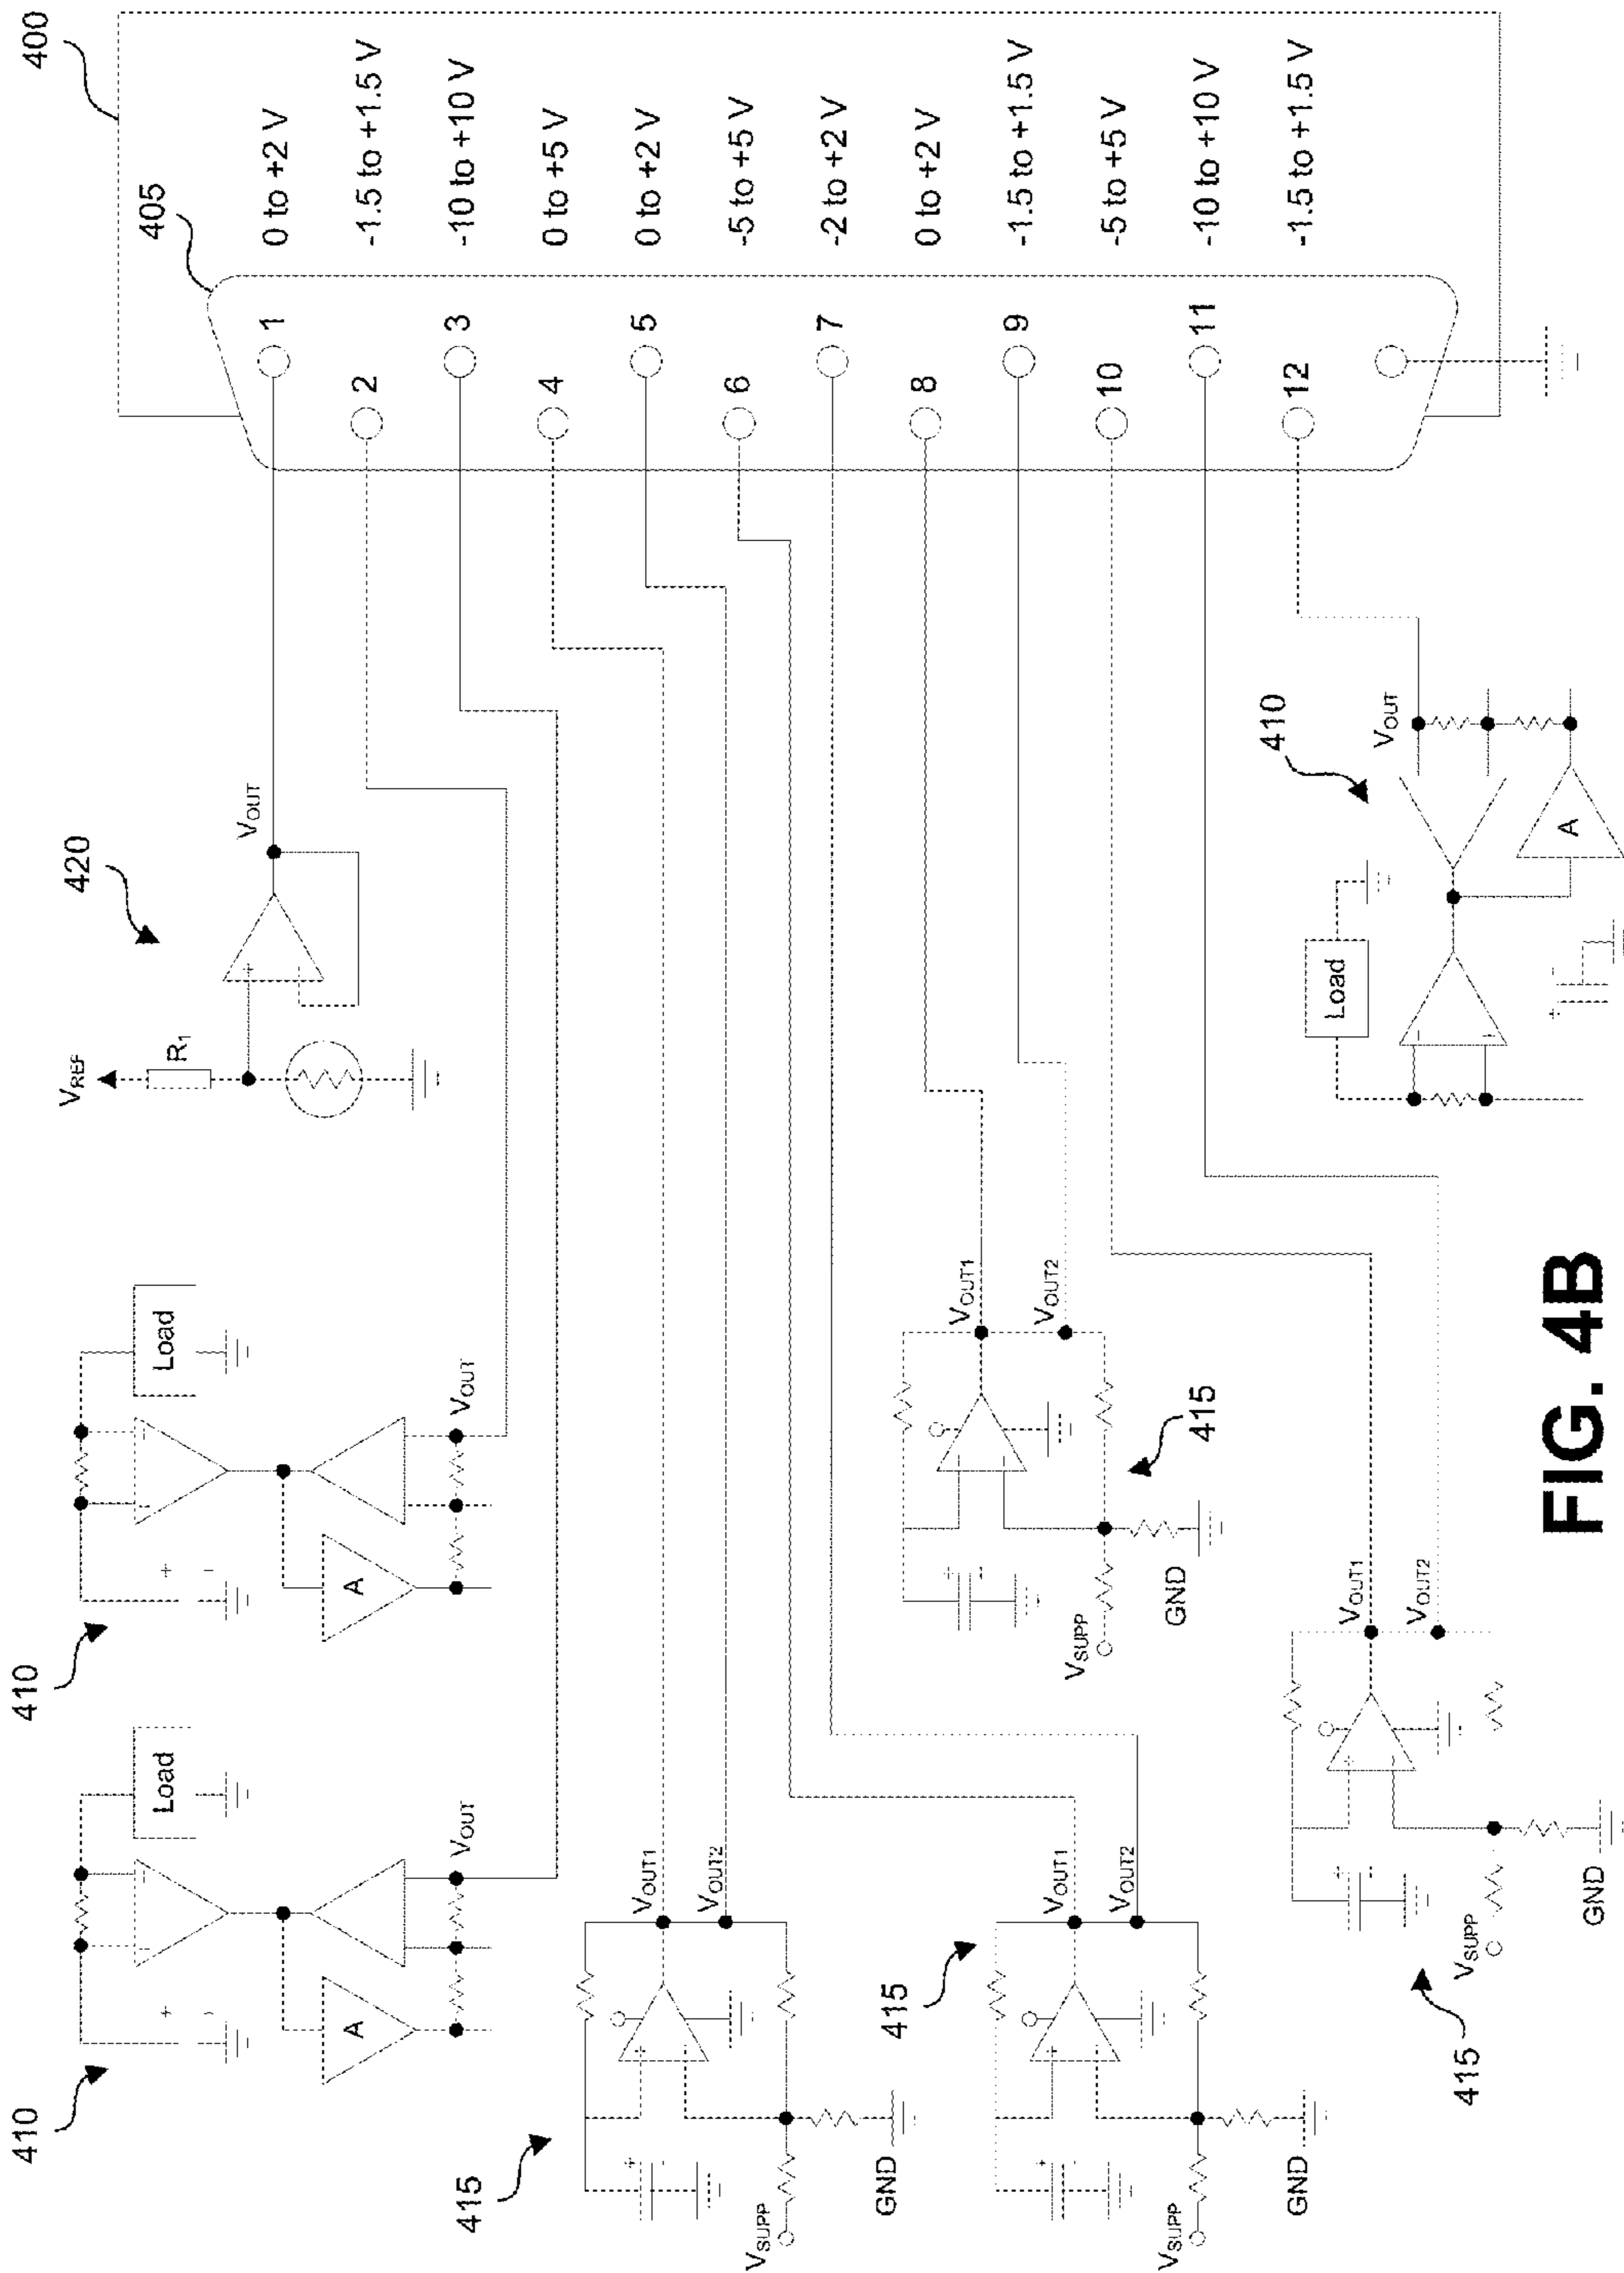 400
405
1 0 to +2 V
2 -1.5 to +1.5 V
3 -10 to +10 V
4 0 to +5 V
5 0 to +2 V
6 -5 to +5 V
7 -2 to +2 V
8 0 to +2 V
9 -1.5 to +1.5 V
10 -5 to +5 V
11 -10 to +10 V
12 -1.5 to +1.5 V
420
VREF
R1
+
-
VOUT
410
Load
+
-
A
VOUT
410
Load
+
-
A
VOUT
415
VOUT1
VOUT2
+
-
VSUPP
GND
415
VOUT1
VOUT2
+
-
VSUPP
GND
415
VOUT1
VOUT2
+
-
VSUPP
GND
415
VOUT1
VOUT2
+
-
VSUPP
GND
410
Load
VOUT
A
+
-
FIG. 4B